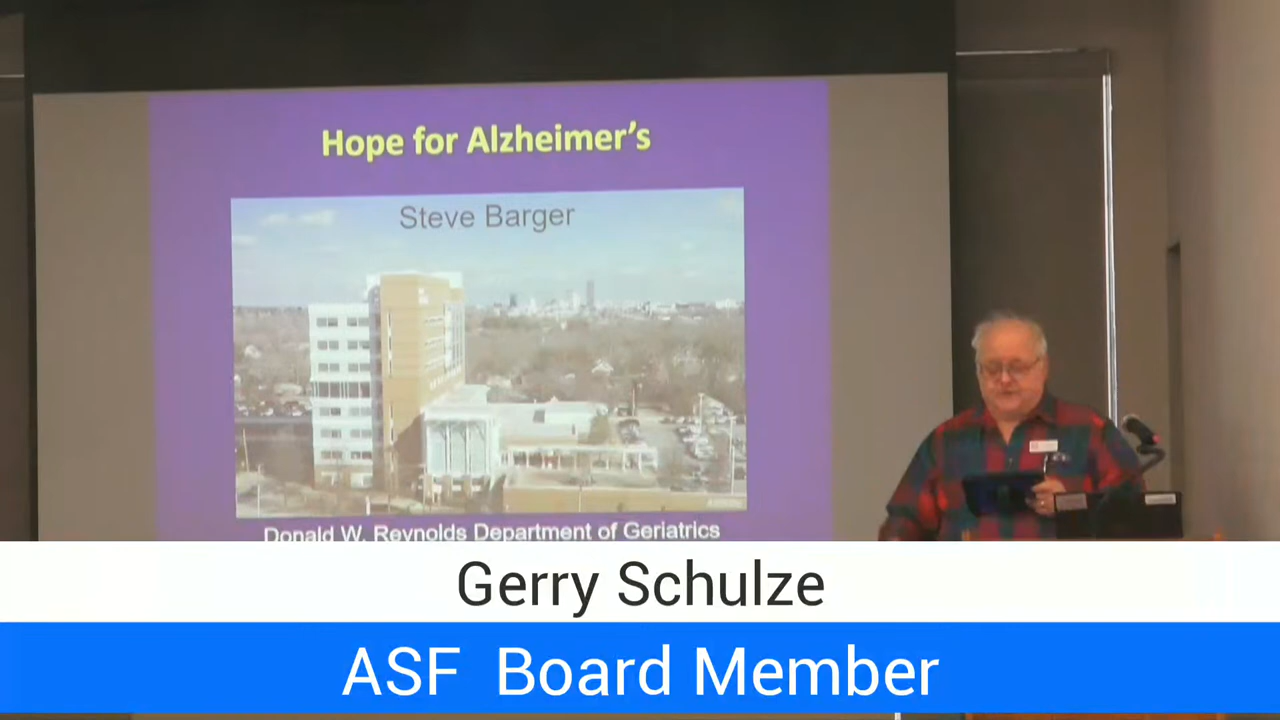 Hope for Alzheimer's
Steve Barger
Donald W. Reynolds Department of Geriatrics
Gerry Schulze
ASF Board Member